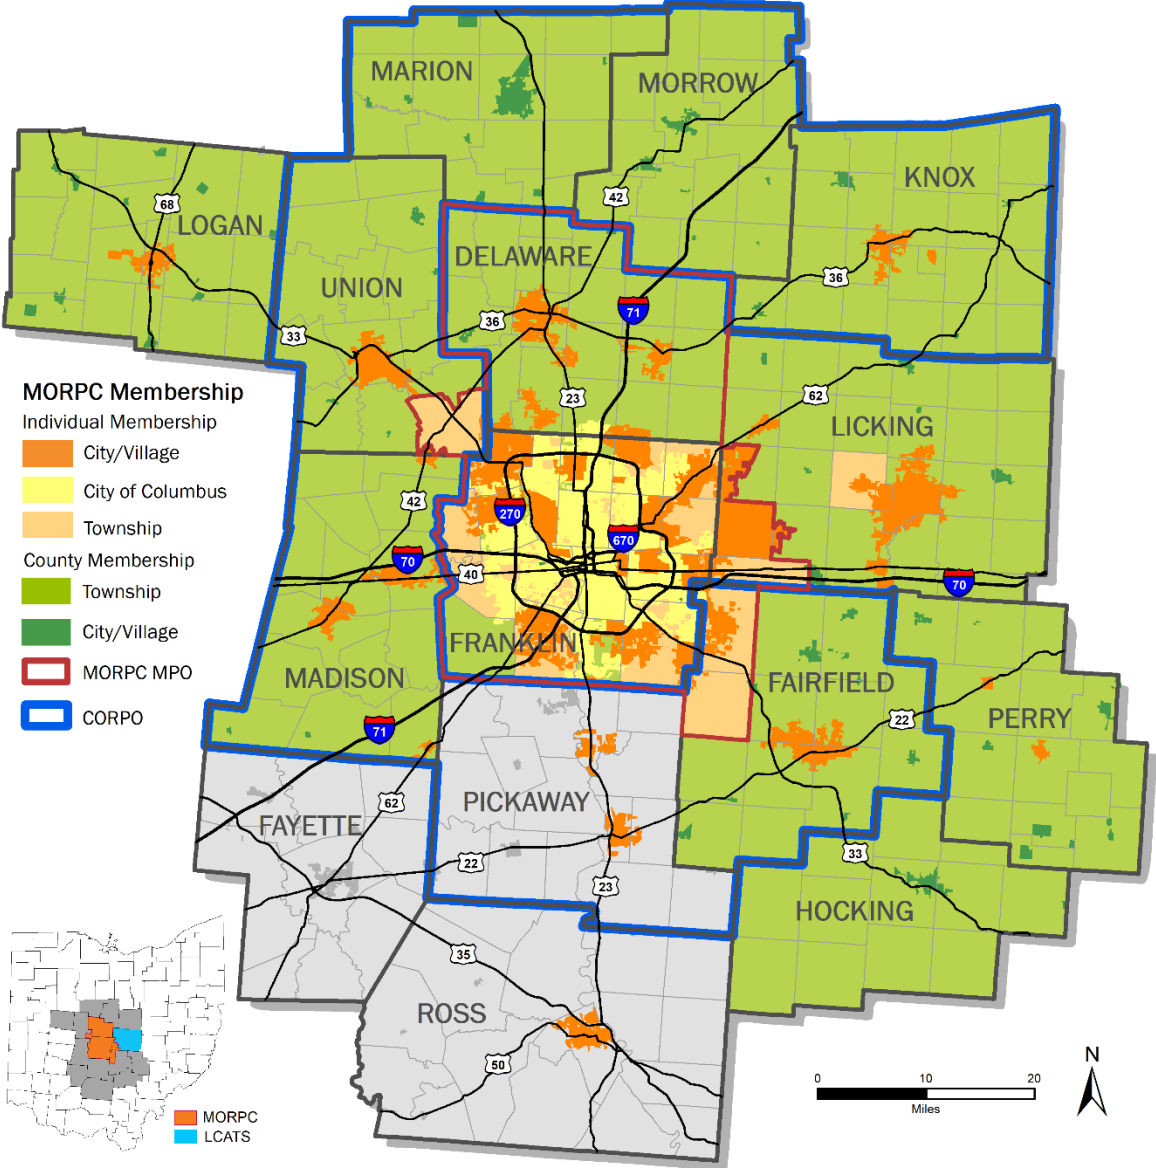 MARION
MORROW
KNOX
68
LOGAN
42
DELAWARE
UNION
36
71
36
33
23
62
MORPC Membership
Individual Membership
City/Village
City of Columbus
Township
County Membership
Township
City/Village
MORPC MPO
CORPO
LICKING
42
270
670
70
40
70
FRANKLIN
MADISON
FAIRFIELD
22
PERRY
71
62
PICKAWAY
FAYETTE
22
33
23
HOCKING
35
ROSS
50
MORPC
LCATS
N
0 10 20
Miles